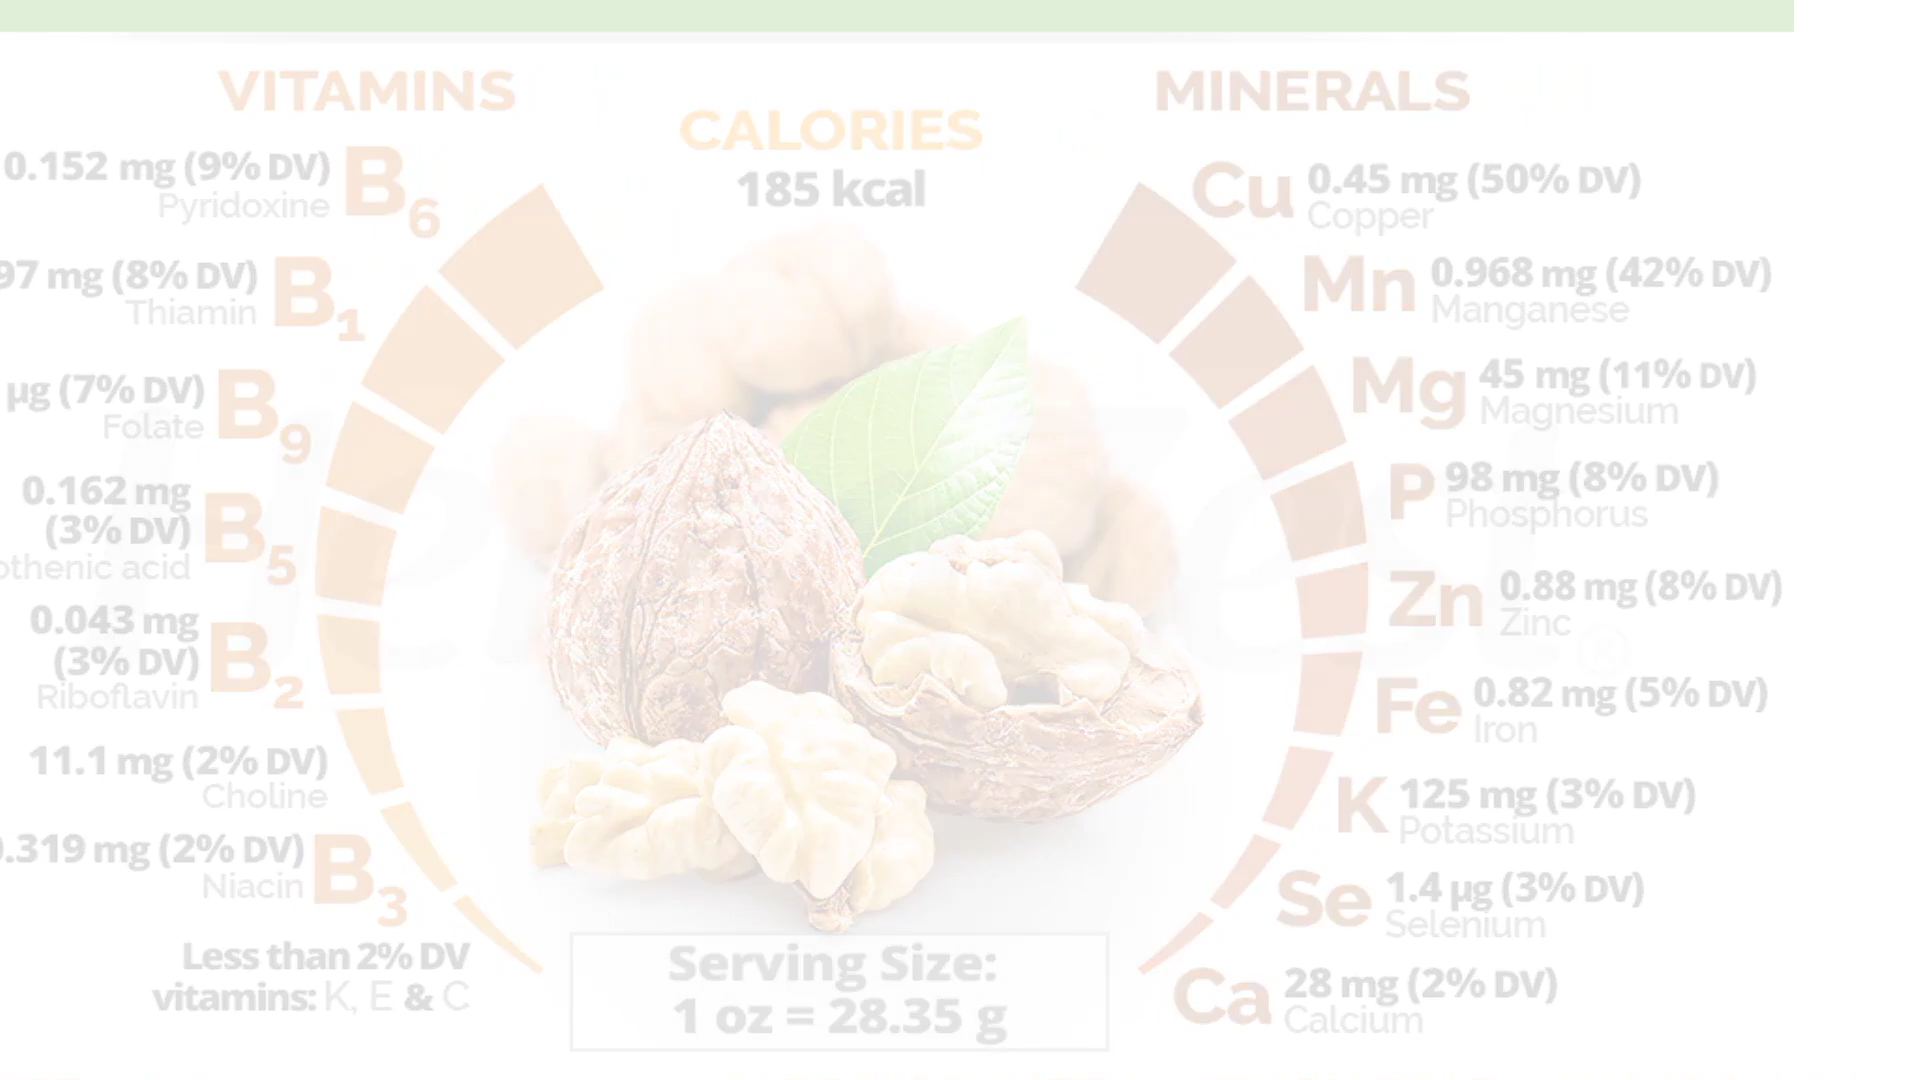 VITAMINS
0.152 mg (9% DV)
Pyridoxine
B6
97 mg (8% DV)
Thiamin
B1
µg (7% DV)
Folate
B9
0.162 mg
(3% DV)
othenic acid
B5
0.043 mg
(3% DV)
Riboflavin
B2
11.1 mg (2% DV)
Choline
0.319 mg (2% DV)
Niacin
B3
Less than 2% DV
vitamins: K, E & C
CALORIES
185 kcal
Serving Size:
1 oz = 28.35 g
MINERALS
Cu 0.45 mg (50% DV)
Copper
Mn 0.968 mg (42% DV)
Manganese
Mg 45 mg (11% DV)
Magnesium
P 98 mg (8% DV)
Phosphorus
Zn 0.88 mg (8% DV)
Zinc
Fe 0.82 mg (5% DV)
Iron
K 125 mg (3% DV)
Potassium
Se 1.4 µg (3% DV)
Selenium
Ca 28 mg (2% DV)
Calcium